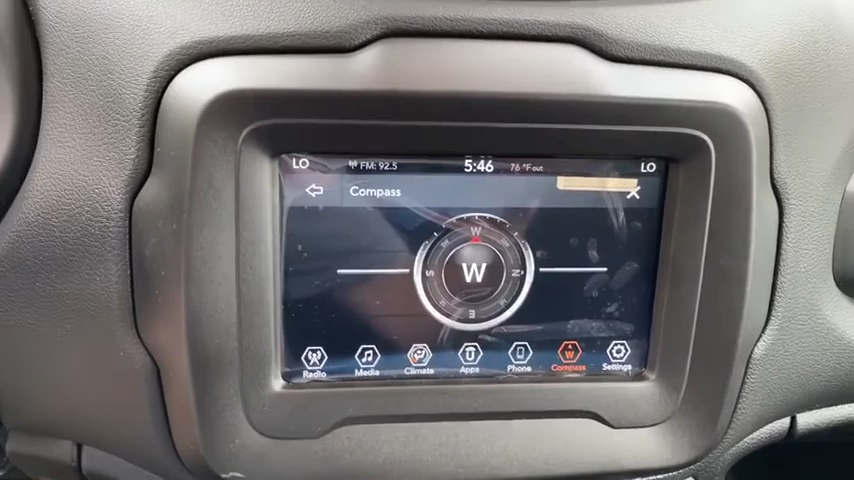 LO FM: 92.5 5:46 76 °F out LO
Compass
W
S W N
E
Radio Media Climate Apps Phone Compass Settings